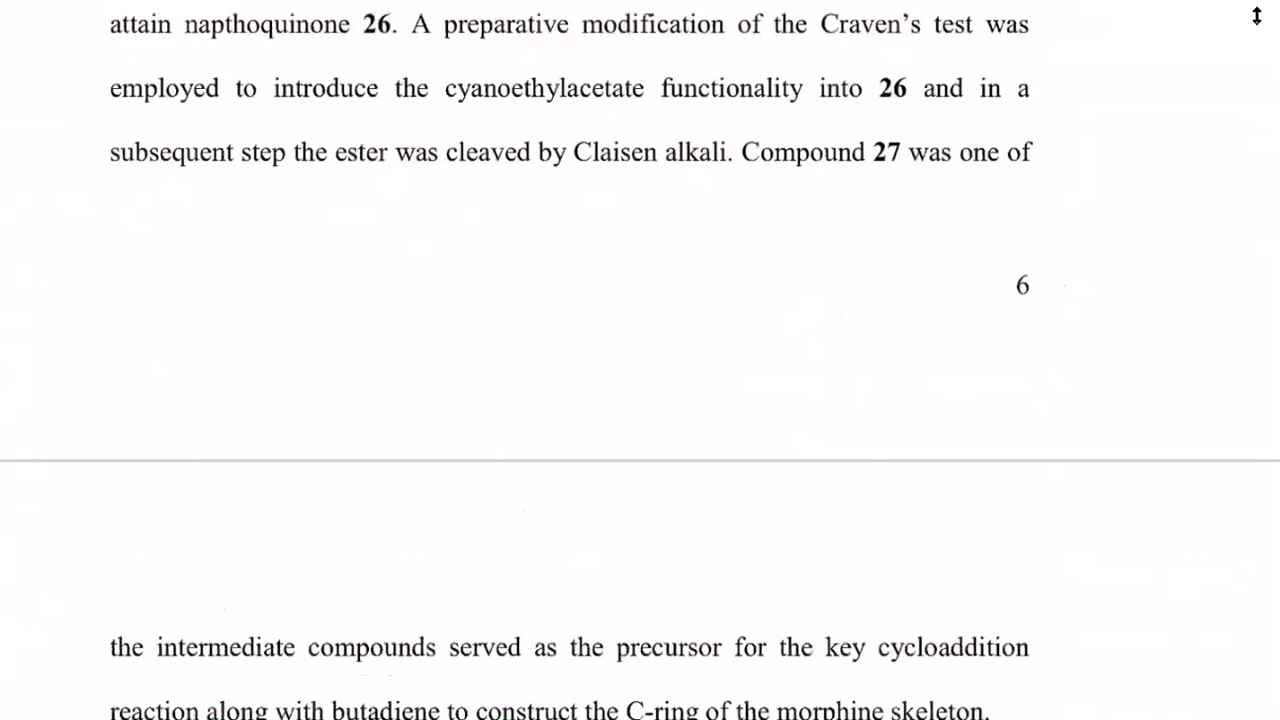 attain napthoquinone 26. A preparative modification of the Craven’s test was
employed to introduce the cyanoethylacetate functionality into 26 and in a
subsequent step the ester was cleaved by Claisen alkali. Compound 27 was one of
6
the intermediate compounds served as the precursor for the key cycloaddition
reaction along with butadiene to construct the C-ring of the morphine skeleton.